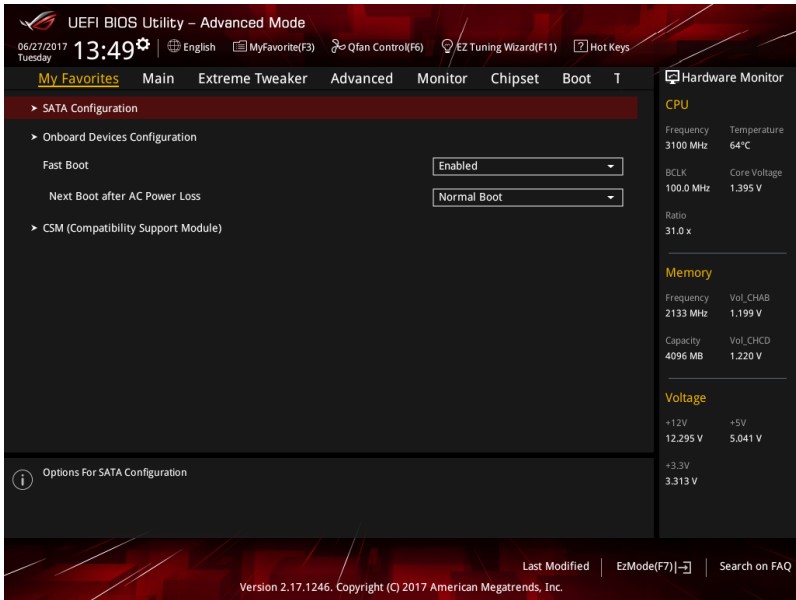 UEFI BIOS Utility – Advanced Mode
06/27/2017 Tuesday 13:49 English MyFavorite(F3) Qfan Control(F6) EZ Tuning Wizard(F11) ? Hot Keys
My Favorites Main Extreme Tweaker Advanced Monitor Chipset Boot T
SATA Configuration
Onboard Devices Configuration
Fast Boot Enabled
Next Boot after AC Power Loss Normal Boot
CSM (Compatibility Support Module)
Options For SATA Configuration
Hardware Monitor
CPU
Frequency Temperature
3100 MHz 64°C
BCLK Core Voltage
100.0 MHz 1.395 V
Ratio
31.0 x
Memory
Frequency Vol_CHAB
2133 MHz 1.199 V
Capacity Vol_CHCD
4096 MB 1.220 V
Voltage
+12V +5V
12.295 V 5.041 V
+3.3V
3.313 V
Last Modified EzMode(F7) Search on FAQ
Version 2.17.1246. Copyright (C) 2017 American Megatrends, Inc.